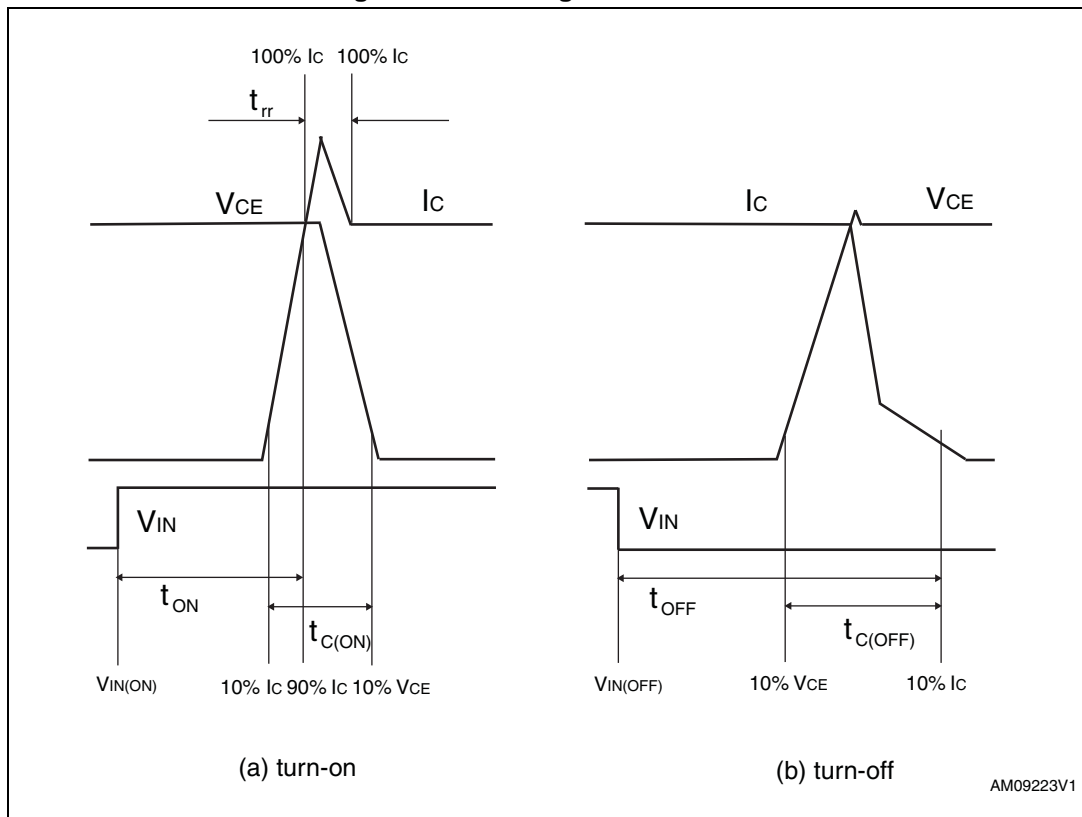 100% IC 100% IC
trr
VCE IC
VIN
tON
tC(ON)
VIN(ON) 10% IC 90% IC 10% VCE
(a) turn-on
IC VCE
VIN
tOFF
tC(OFF)
VIN(OFF) 10% VCE 10% IC
(b) turn-off
AM09223V1